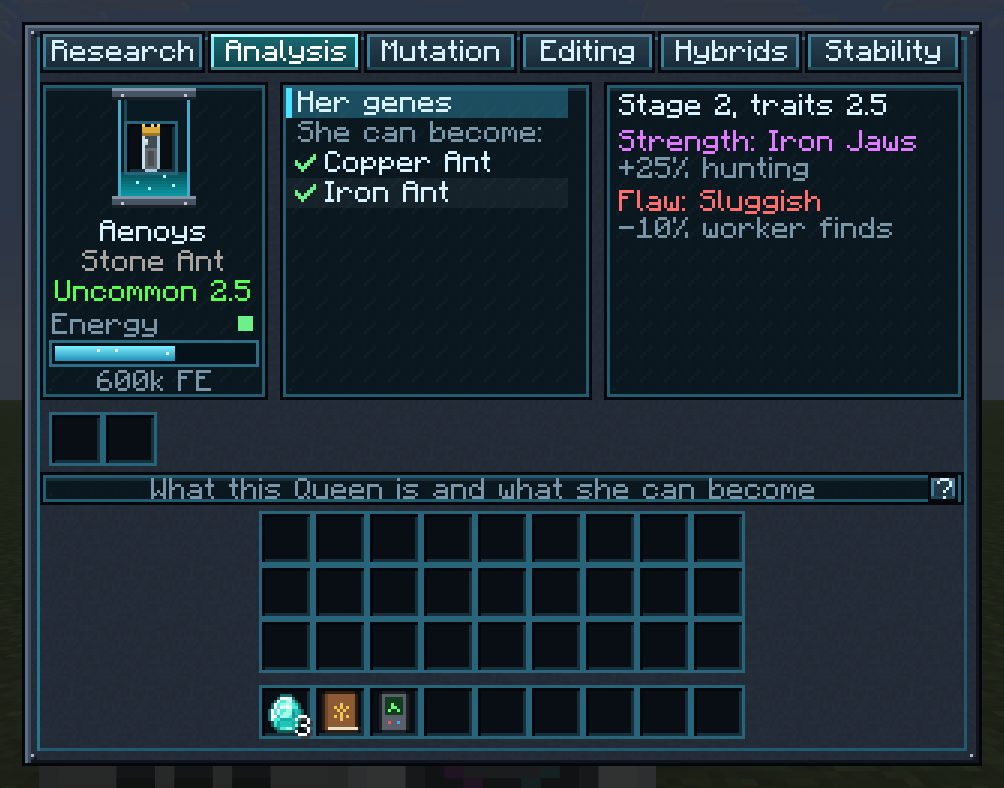 Research Analysis Mutation Editing Hybrids Stability
Aenoys
Stone Ant
Uncommon 2.5
Energy
600k FE
Her genes
She can become:
Copper Ant
Iron Ant
Stage 2, traits 2.5
Strength: Iron Jaws
+25% hunting
Flaw: Sluggish
-10% worker finds
What this Queen is and what she can become
?
3